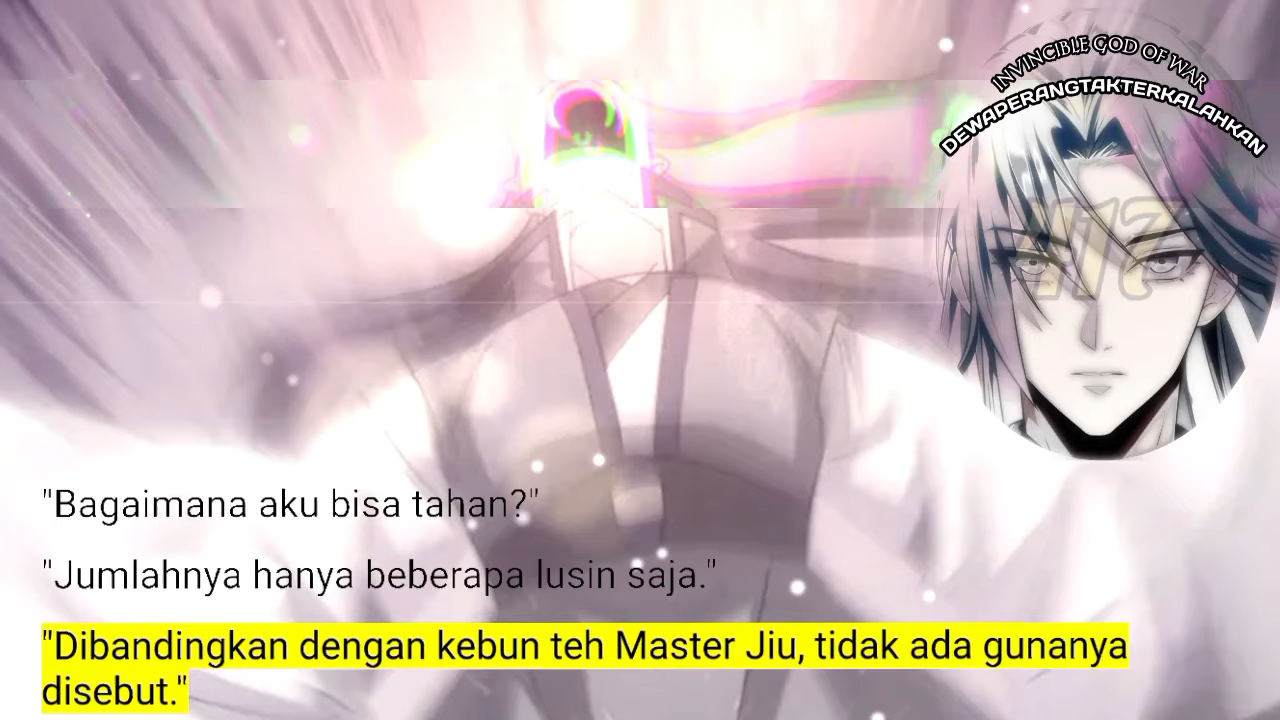 INVINCIBLE GOD OF WAR
DEWAPERANGTAKTERKALAHKAN
417
"Bagaimana aku bisa tahan?"
"Jumlahnya hanya beberapa lusin saja."
"Dibandingkan dengan kebun teh Master Jiu, tidak ada gunanya
disebut."